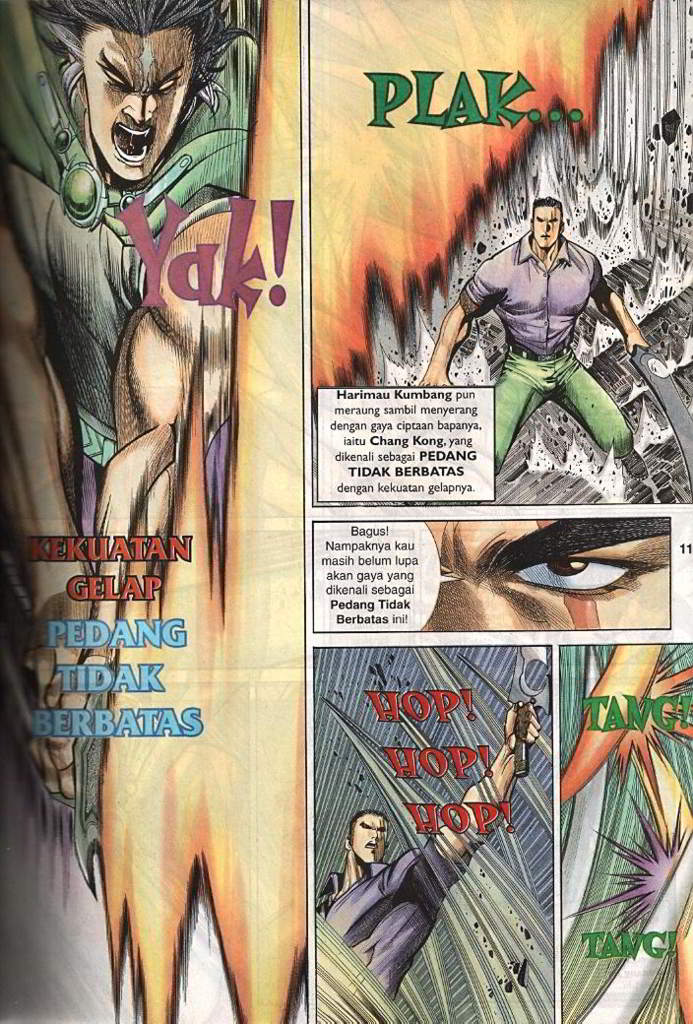 Yak!
KEKUATAN
GELAP
PEDANG
TIDAK
BERBATAS
PLAK...
Harimau Kumbang pun
meraung sambil menyerang
dengan gaya ciptaan bapanya,
iaitu Chang Kong, yang
dikenali sebagai PEDANG
TIDAK BERBATAS
dengan kekuatan gelapnya.
Bagus!
Nampaknya kau
masih belum lupa
akan gaya yang
dikenali sebagai
Pedang Tidak
Berbatas ini!
11
HOP!
HOP!
HOP!
TANG!
TANG!